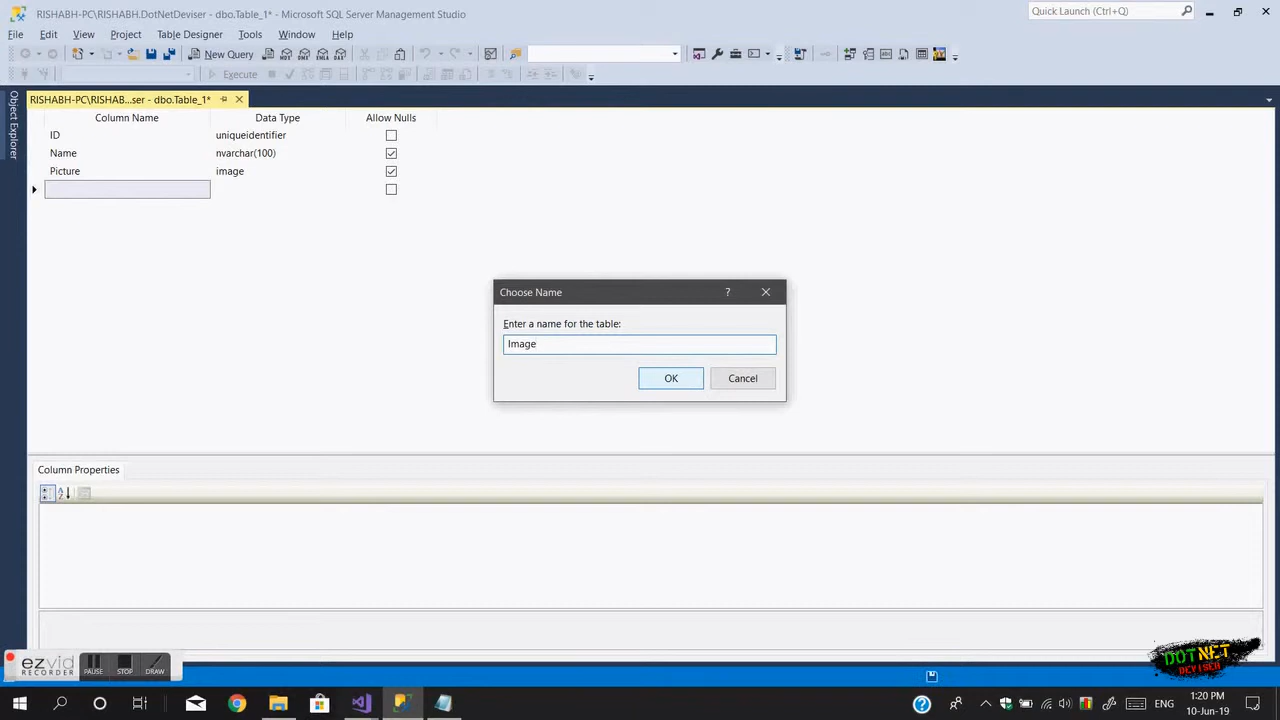 RISHABH-PC\RISHABH.DotNetDeviser - dbo.Table_1* - Microsoft SQL Server Management Studio
Quick Launch (Ctrl+Q)
File Edit View Project Table Designer Tools Window Help
New Query
Execute
Object Explorer
RISHABH-PC\RISHAB...ser - dbo.Table_1*
Column Name Data Type Allow Nulls
ID uniqueidentifier
Name nvarchar(100)
Picture image
Choose Name
Enter a name for the table:
Image
OK Cancel
Column Properties
ezvid
RECORDER
PAUSE STOP DRAW
DOTNET
DEVISER
ENG
1:20 PM
10-Jun-19